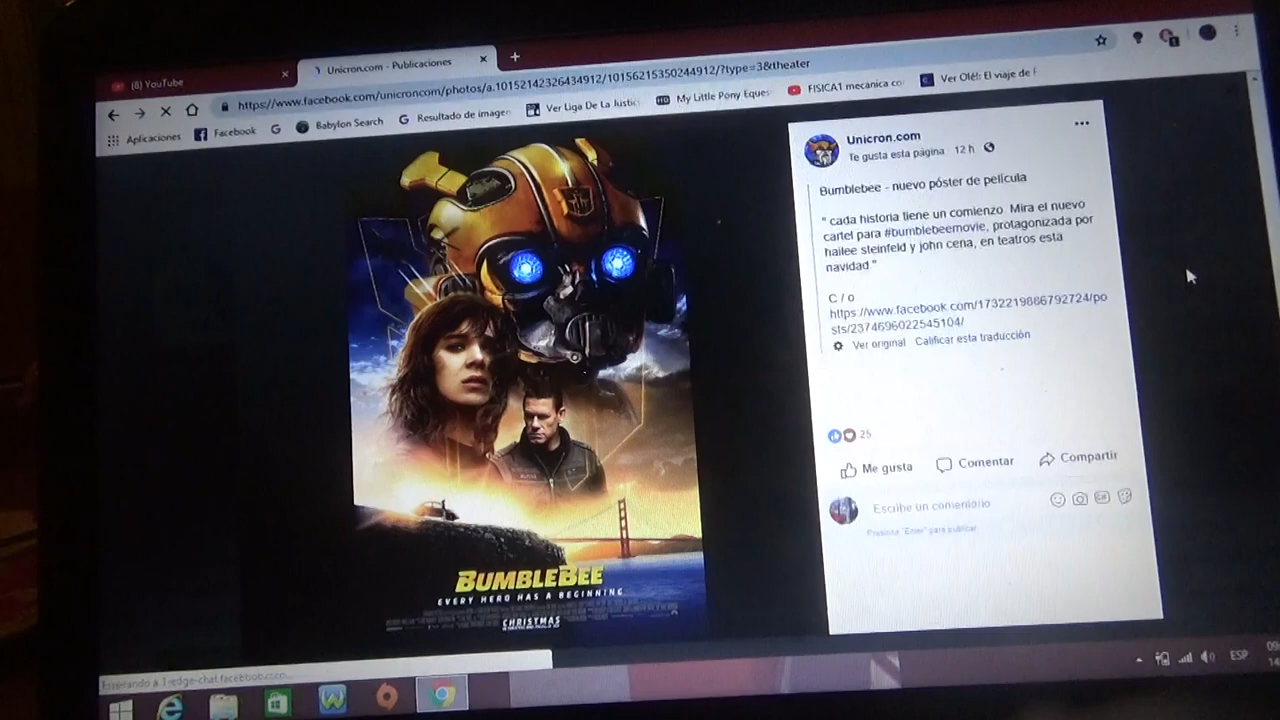 (8) YouTube
Unicron.com - Publicaciones
https://www.facebook.com/unicroncom/photos/a.10152142326434912/10156215350244912/?type=3&theater
Aplicaciones
Facebook
Babylon Search
Resultado de imagen
Ver Liga De La Justic
My Little Pony Eques
FISICA1 mecanica co
Ver Olé!: El viaje de
Unicron.com
Te gusta esta página 12 h
Bumblebee - nuevo póster de película
" cada historia tiene un comienzo Mira el nuevo
cartel para #bumblebeemovie, protagonizada por
hailee steinfeld y john cena, en teatros esta
navidad "
C / o
https://www.facebook.com/1732219886792724/po
sts/2374696022545104/
Ver original Calificar esta traducción
25
Me gusta Comentar Compartir
Escribe un comentario
Presiona "Enter" para publicar.
BUMBLEBEE
EVERY HERO HAS A BEGINNING
CHRISTMAS
Esperando a 1-edge-chat.facebook.co
ESP